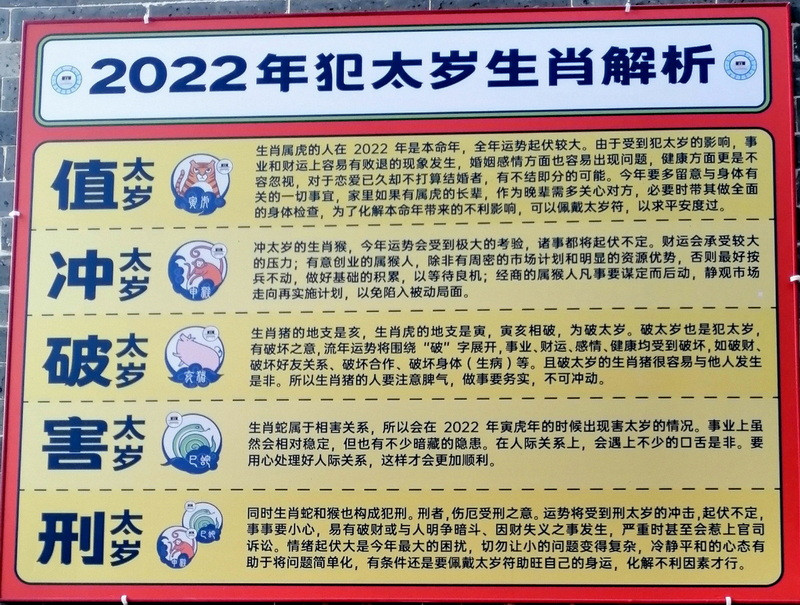 2022年犯太岁生肖解析
值太岁
寅虎
生肖属虎的人在 2022 年是本命年，全年运势起伏较大。由于受到犯太岁的影响，事
业和财运上容易有败退的现象发生，婚姻感情方面也容易出现问题，健康方面更是不
容忽视，对于恋爱已久却不打算结婚者，有不结即分的可能。今年要多留意与身体有
关的一切事宜，家里如果有属虎的长辈，作为晚辈需多关心对方，必要时带其做全面
的身体检查，为了化解本命年带来的不利影响，可以佩戴太岁符，以求平安度过。
冲太岁
申猴
冲太岁的生肖猴，今年运势会受到极大的考验，诸事都将起伏不定。财运会承受较大
的压力；有意创业的属猴人，除非有周密的市场计划和明显的资源优势，否则最好按
兵不动，做好基础的积累，以等待良机；经商的属猴人凡事要谋定而后动，静观市场
走向再实施计划，以免陷入被动局面。
破太岁
亥猪
生肖猪的地支是亥，生肖虎的地支是寅，寅亥相破，为破太岁。破太岁也是犯太岁，
有破坏之意，流年运势将围绕“破”字展开，事业、财运、感情、健康均受到破坏，如破财、
破坏好友关系、破坏合作、破坏身体（生病）等。且破太岁的生肖猪很容易与他人发生
是非。所以生肖猪的人要注意脾气，做事要务实，不可冲动。
害太岁
巳蛇
生肖蛇属于相害关系，所以会在 2022 年寅虎年的时候出现害太岁的情况。事业上虽
然会相对稳定，但也有不少暗藏的隐患。在人际关系上，会遇上不少的口舌是非。要
用心处理好人际关系，这样才会更加顺利。
刑太岁
巳蛇
申猴
同时生肖蛇和猴也构成犯刑。刑者，伤厄受刑之意。运势将受到刑太岁的冲击，起伏不定，
事事要小心，易有破财或与人明争暗斗、因财失义之事发生，严重时甚至会惹上官司
诉讼。情绪起伏大是今年最大的困扰，切勿让小的问题变得复杂，冷静平和的心态有
助于将问题简单化，有条件还是要佩戴太岁符助旺自己的身运，化解不利因素才行。